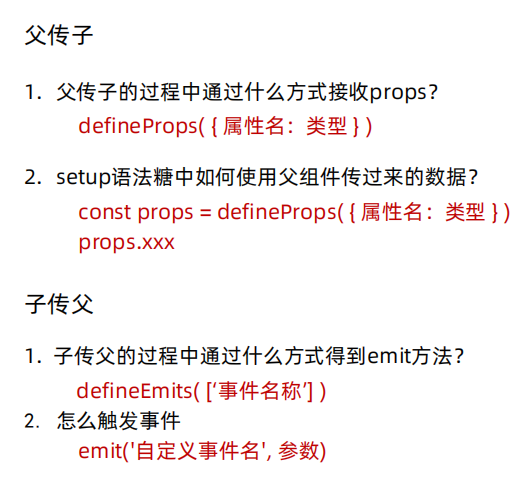 父传子
1. 父传子的过程中通过什么方式接收props？
defineProps( { 属性名：类型 } )
2. setup语法糖中如何使用父组件传过来的数据？
const props = defineProps( { 属性名：类型 } )
props.xxx
子传父
1. 子传父的过程中通过什么方式得到emit方法？
defineEmits( [‘事件名称’] )
2. 怎么触发事件
emit('自定义事件名', 参数)